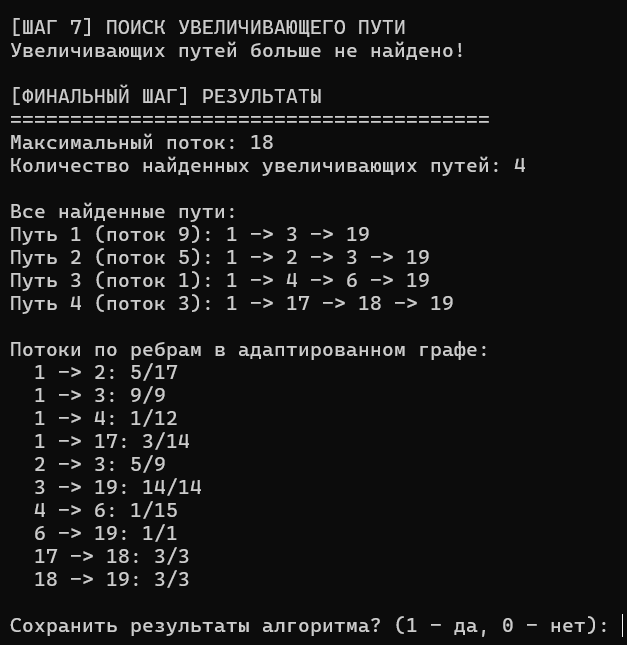 [ШАГ 7] ПОИСК УВЕЛИЧИВАЮЩЕГО ПУТИ
Увеличивающих путей больше не найдено!
[ФИНАЛЬНЫЙ ШАГ] РЕЗУЛЬТАТЫ
========================================
Максимальный поток: 18
Количество найденных увеличивающих путей: 4
Все найденные пути:
Путь 1 (поток 9): 1 -> 3 -> 19
Путь 2 (поток 5): 1 -> 2 -> 3 -> 19
Путь 3 (поток 1): 1 -> 4 -> 6 -> 19
Путь 4 (поток 3): 1 -> 17 -> 18 -> 19
Потоки по ребрам в адаптированном графе:
1 -> 2: 5/17
1 -> 3: 9/9
1 -> 4: 1/12
1 -> 17: 3/14
2 -> 3: 5/9
3 -> 19: 14/14
4 -> 6: 1/15
6 -> 19: 1/1
17 -> 18: 3/3
18 -> 19: 3/3
Сохранить результаты алгоритма? (1 - да, 0 - нет):